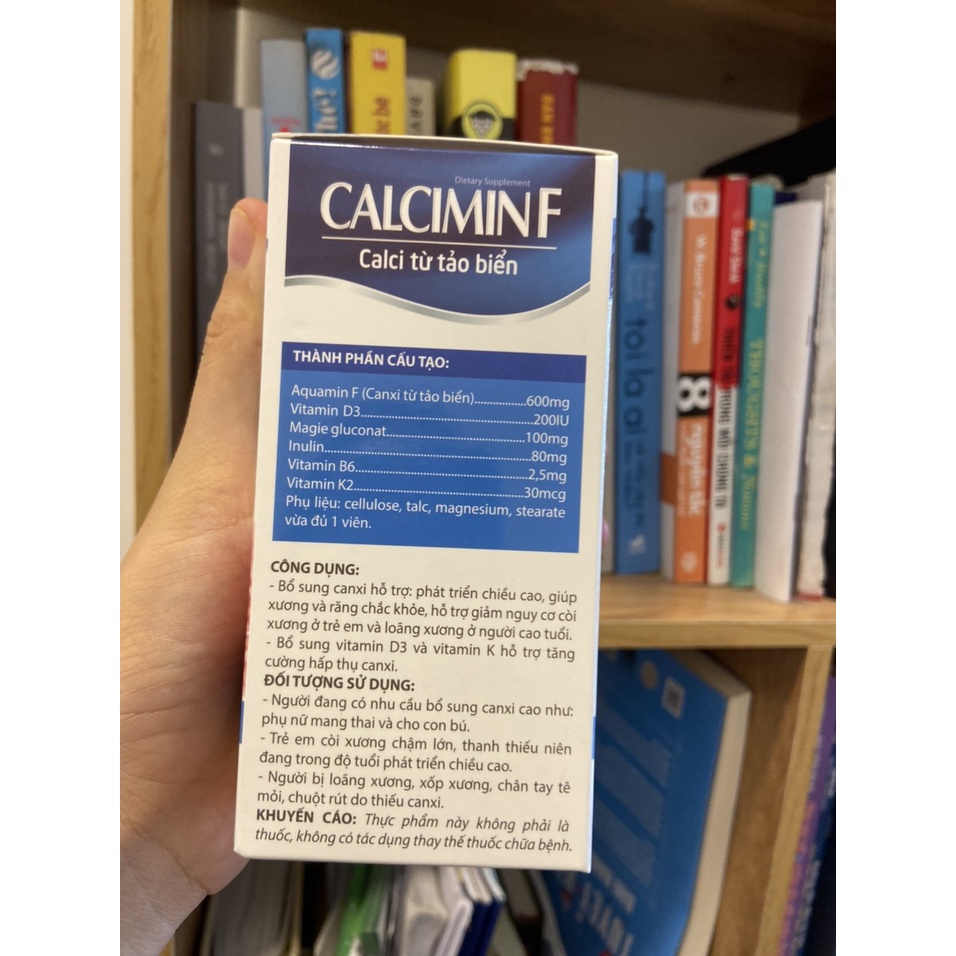 Dietary Supplement
CALCIMIN F
Calci từ tảo biển
THÀNH PHẦN CẤU TẠO:
Aquamin F (Canxi từ tảo biển)................600mg
Vitamin D3......................................................200IU
Magie gluconat...........................................100mg
Inulin................................................................80mg
Vitamin B6......................................................2,5mg
Vitamin K2......................................................30mcg
Phụ liệu: cellulose, talc, magnesium, stearate
vừa đủ 1 viên.
CÔNG DỤNG:
- Bổ sung canxi hỗ trợ: phát triển chiều cao, giúp
xương và răng chắc khỏe, hỗ trợ giảm nguy cơ còi
xương ở trẻ em và loãng xương ở người cao tuổi.
- Bổ sung vitamin D3 và vitamin K hỗ trợ tăng
cường hấp thụ canxi.
ĐỐI TƯỢNG SỬ DỤNG:
- Người đang có nhu cầu bổ sung canxi cao như:
phụ nữ mang thai và cho con bú.
- Trẻ em còi xương chậm lớn, thanh thiếu niên
đang trong độ tuổi phát triển chiều cao.
- Người bị loãng xương, xốp xương, chân tay tê
mỏi, chuột rút do thiếu canxi.
KHUYẾN CÁO: Thực phẩm này không phải là
thuốc, không có tác dụng thay thế thuốc chữa bệnh.
tôi là ai
W. Bruce Cameron
8
nguyên tắc